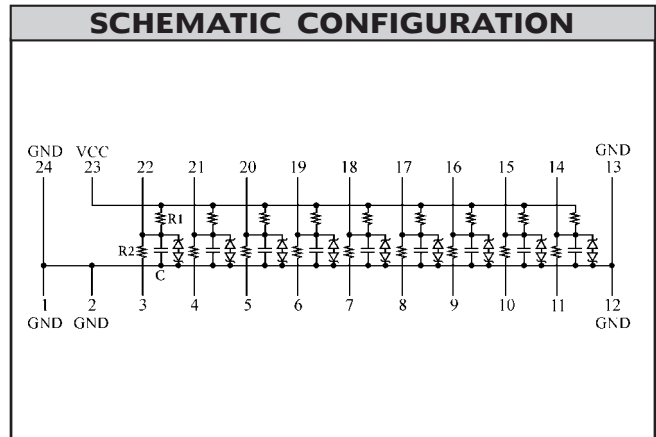 SCHEMATIC CONFIGURATION
GND VCC GND
24 23 22 21 20 19 18 17 16 15 14 13
R1
R2
C
1 2 3 4 5 6 7 8 9 10 11 12
GND GND GND